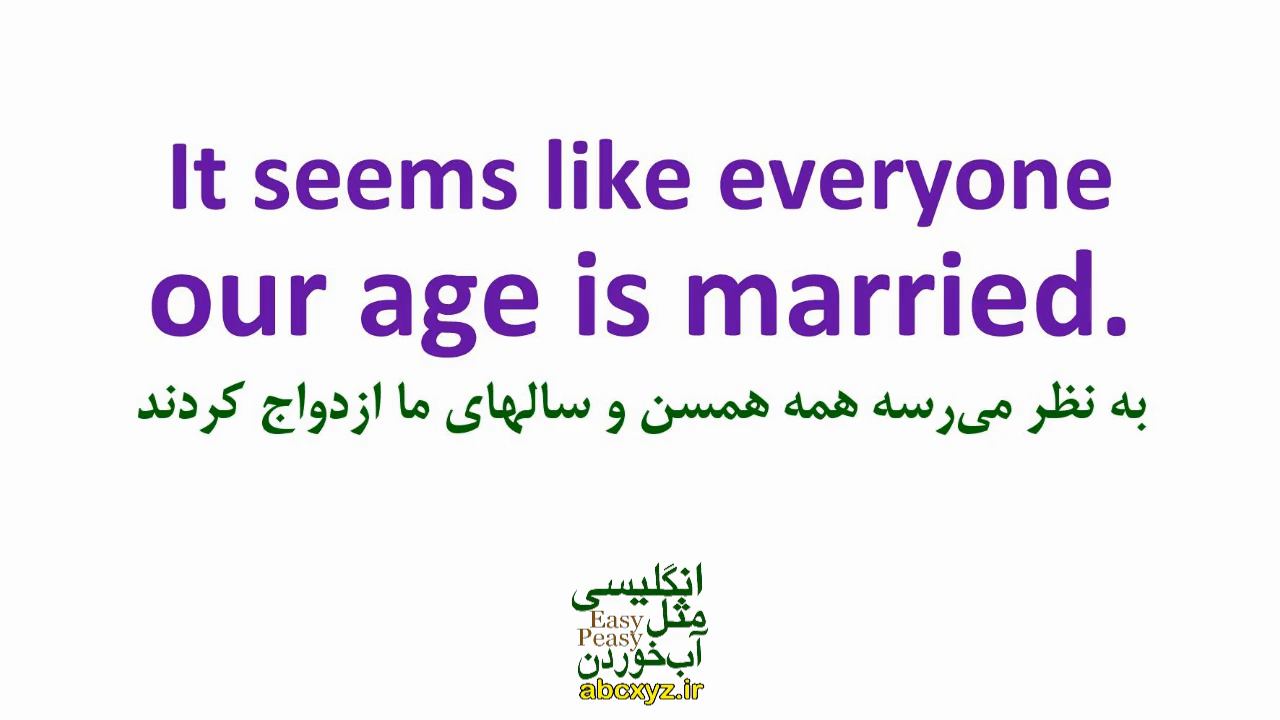 It seems like everyone
our age is married.
به نظر می‌رسه همه همسن و سالهای ما ازدواج کردند
انگلیسی
مثل
Easy
Peasy
آب‌خوردن
abcxyz.ir